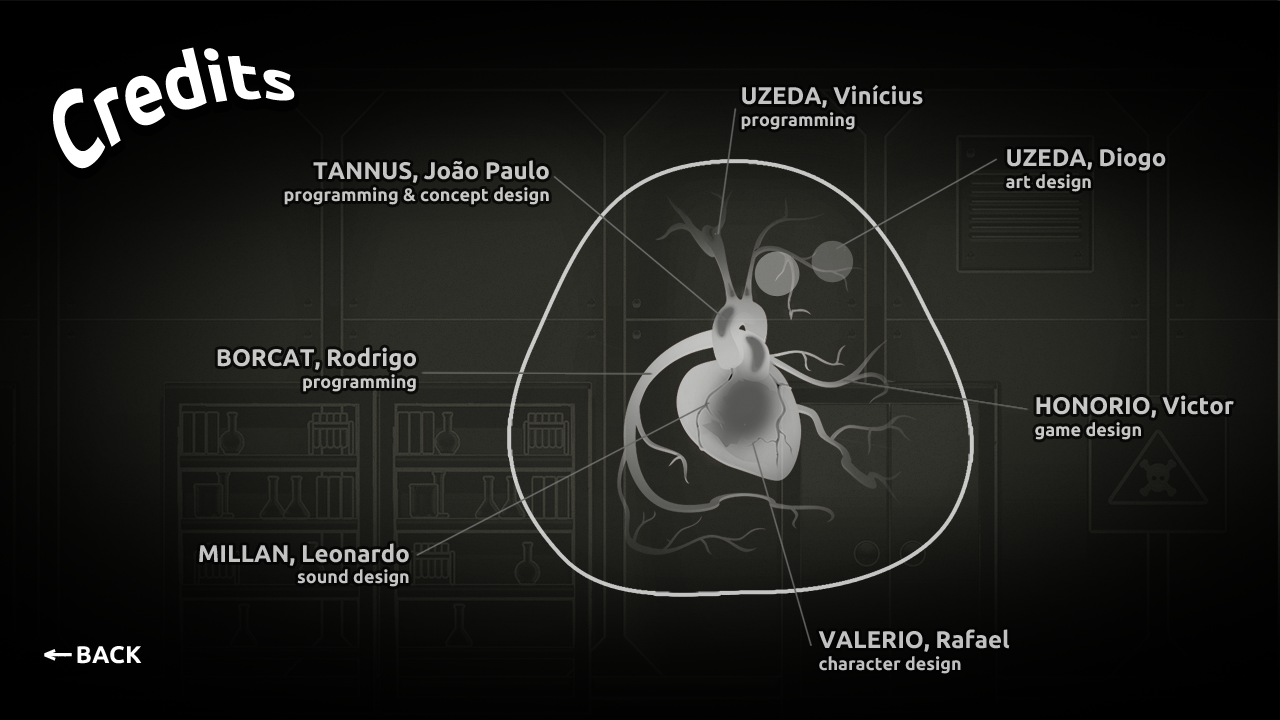 Credits
UZEDA, Vinícius
programming
UZEDA, Diogo
art design
TANNUS, João Paulo
programming & concept design
BORCAT, Rodrigo
programming
HONORIO, Victor
game design
MILLAN, Leonardo
sound design
VALERIO, Rafael
character design
←BACK